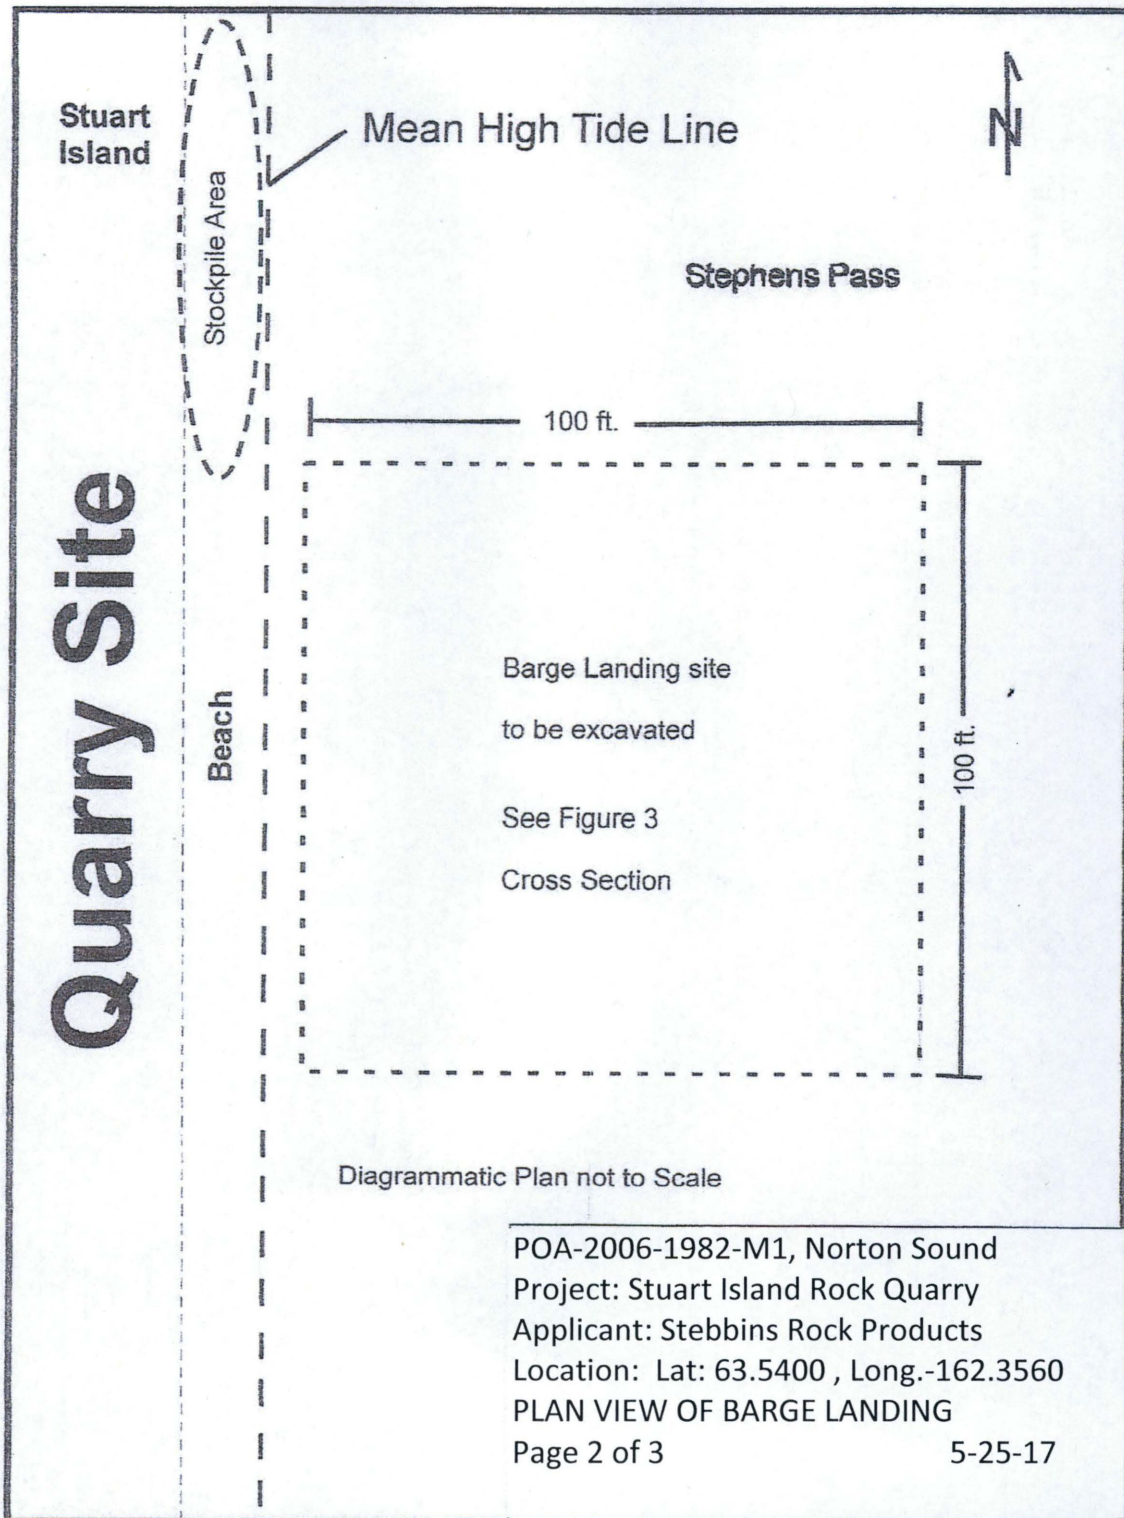 Stuart
Island
Mean High Tide Line
N
Stockpile Area
Stephens Pass
100 ft.
Quarry Site
Beach
Barge Landing site
to be excavated
See Figure 3
Cross Section
100 ft.
Diagrammatic Plan not to Scale
POA-2006-1982-M1, Norton Sound
Project: Stuart Island Rock Quarry
Applicant: Stebbins Rock Products
Location:  Lat: 63.5400 , Long.-162.3560
PLAN VIEW OF BARGE LANDING
Page 2 of 3 5-25-17